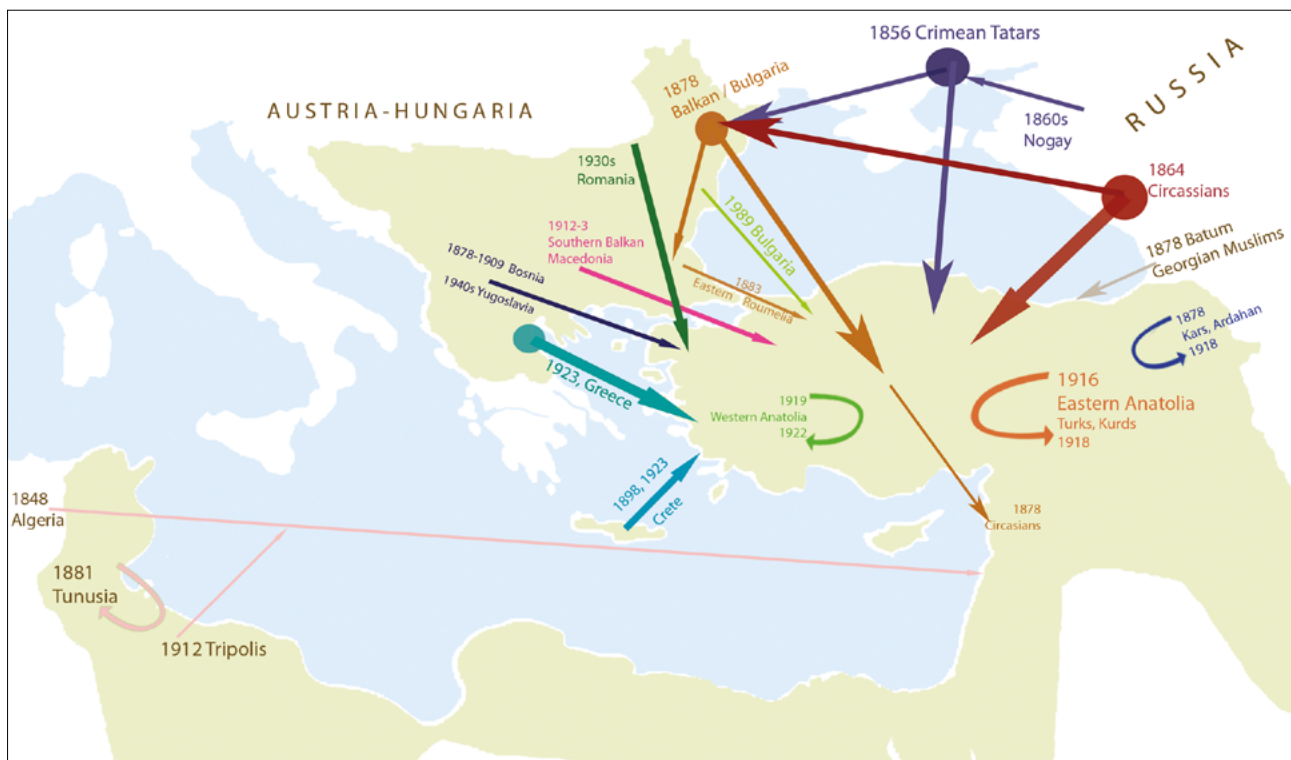 1856 Crimean Tatars
RUSSIA
1878
Balkan / Bulgaria
AUSTRIA-HUNGARIA
1860s
Nogay
1930s
Romania
1864
Circassians
1989 Bulgaria
1912-3
Southern Balkan
Macedonia
1878 Batum
Georgian Muslims
1878-1909 Bosnia
1940s Yugoslavia
1883
Eastern Roumelia
1878
Kars, Ardahan
1918
1923, Greece
1916
Eastern Anatolia
Turks, Kurds
1918
1919
Western Anatolia
1922
1898, 1923
Crete
1848
Algeria
1878
Circasians
1881
Tunusia
1912 Tripolis